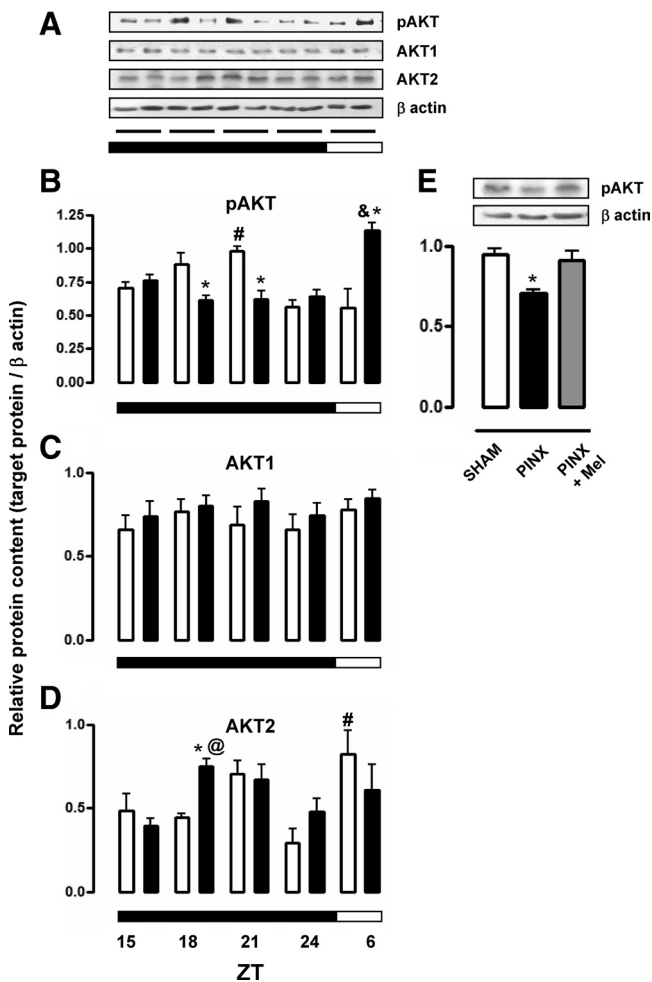 A
pAKT
AKT1
AKT2
β actin
B
pAKT
1.25
1.00
0.75
0.50
0.25
0.00
#
*
*
& *
C
AKT1
1.0
0.5
0.0
D
AKT2
1.0
0.5
0.0
* @
#
15 18 21 24 6
ZT
Relative protein content (target protein / β actin)
E
pAKT
β actin
1.0
0.5
0.0
*
SHAM
PINX
PINX
+ Mel